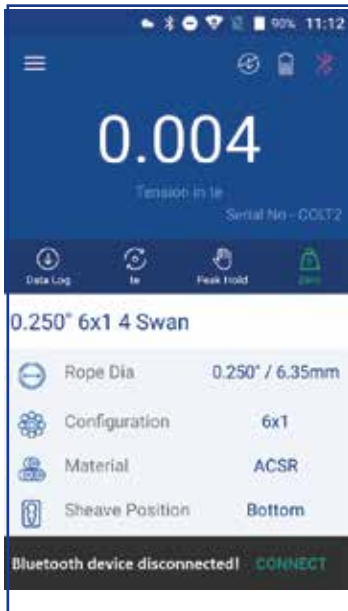 90% 11:12
0.004
Tension in te
Serial No - COLT2
Data Log te Peak Hold Zero
0.250" 6x1 4 Swan
Rope Dia 0.250" / 6.35mm
Configuration 6x1
Material ACSR
Sheave Position Bottom
Bluetooth device disconnected! CONNECT